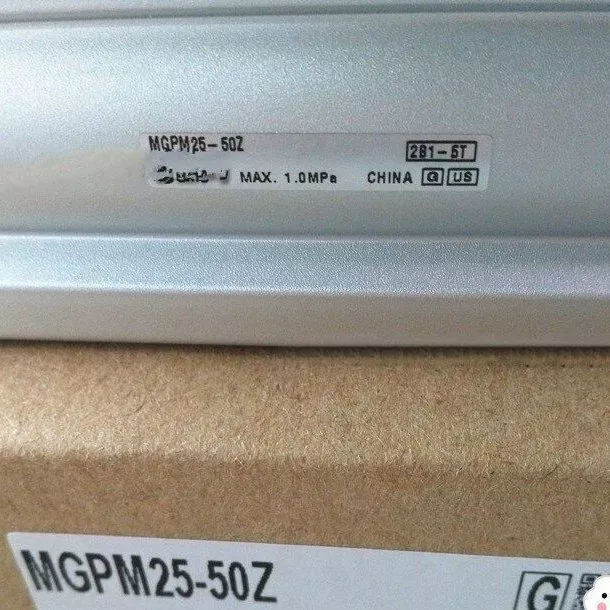 MGPM25-50Z 2B1-5T
MAX. 1.0MPa CHINA G US
MGPM25-50Z G